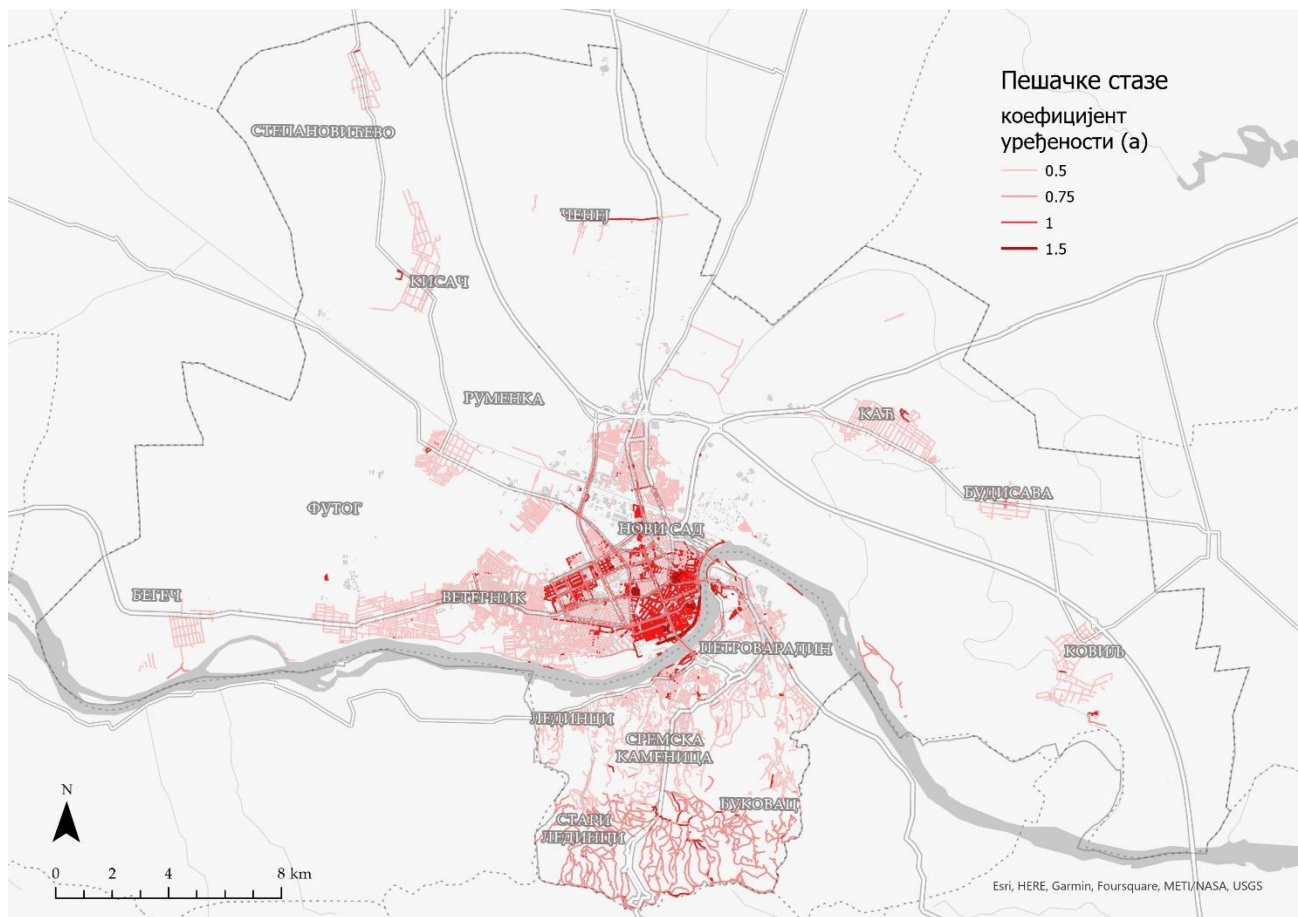 Пешачке стазе
коефицијент
уређености (а)
0.5
0.75
1
1.5
СТЕПАНОВИЋЕВО
ЧЕНЕЈ
КИСАЧ
РУМЕНКА
КАЋ
БУДИСАВА
ФУТОГ
НОВИ САД
БЕГЕЧ
ВЕТЕРНИК
ПЕТРОВАРАДИН
КОВИЉ
ЛЕДИНЦИ
СРЕМСКА
КАМЕНИЦА
БУКОВАЦ
СТАРИ
ЛЕДИНЦИ
N
0 2 4 8 km
Esri, HERE, Garmin, Foursquare, METI/NASA, USGS